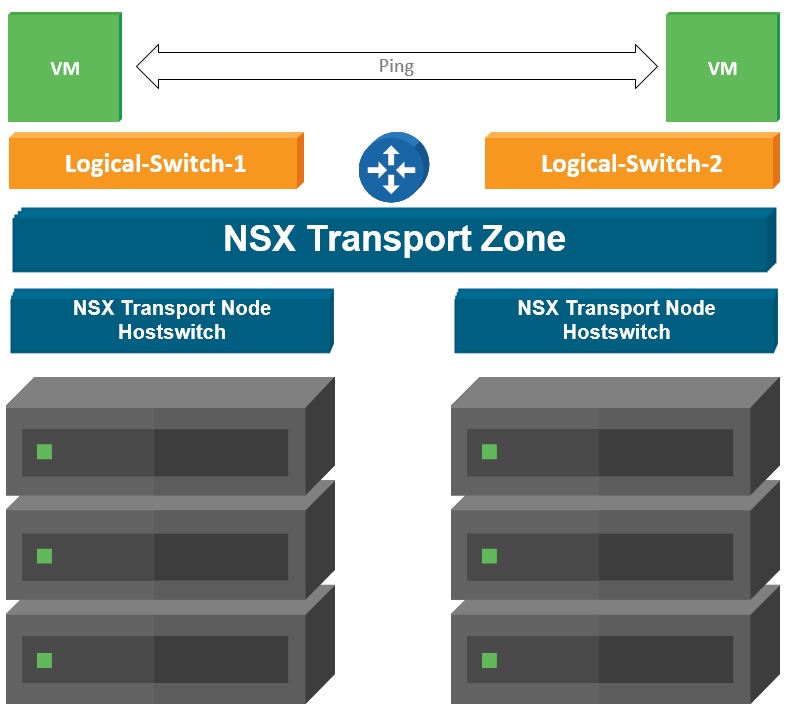 VM
Ping
VM
Logical-Switch-1
Logical-Switch-2
NSX Transport Zone
NSX Transport Node
Hostswitch
NSX Transport Node
Hostswitch